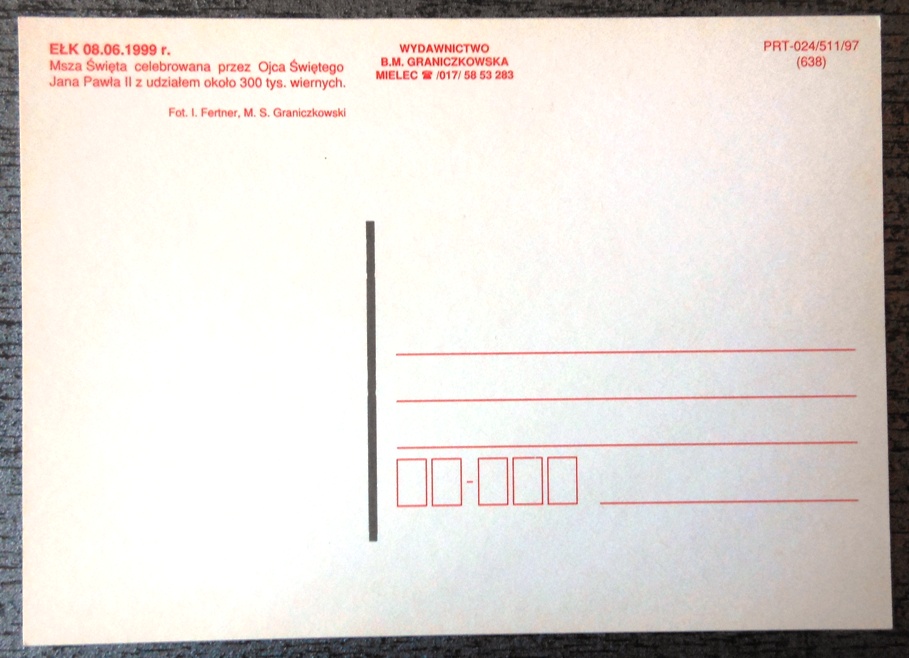 EŁK 08.06.1999 r.
Msza Święta celebrowana przez Ojca Świętego
Jana Pawła II z udziałem około 300 tys. wiernych.
Fot. I. Fertner, M. S. Graniczkowski
WYDAWNICTWO
B.M. GRANICZKOWSKA
MIELEC ☎ /017/ 58 53 283
PRT-024/511/97
(638)
-